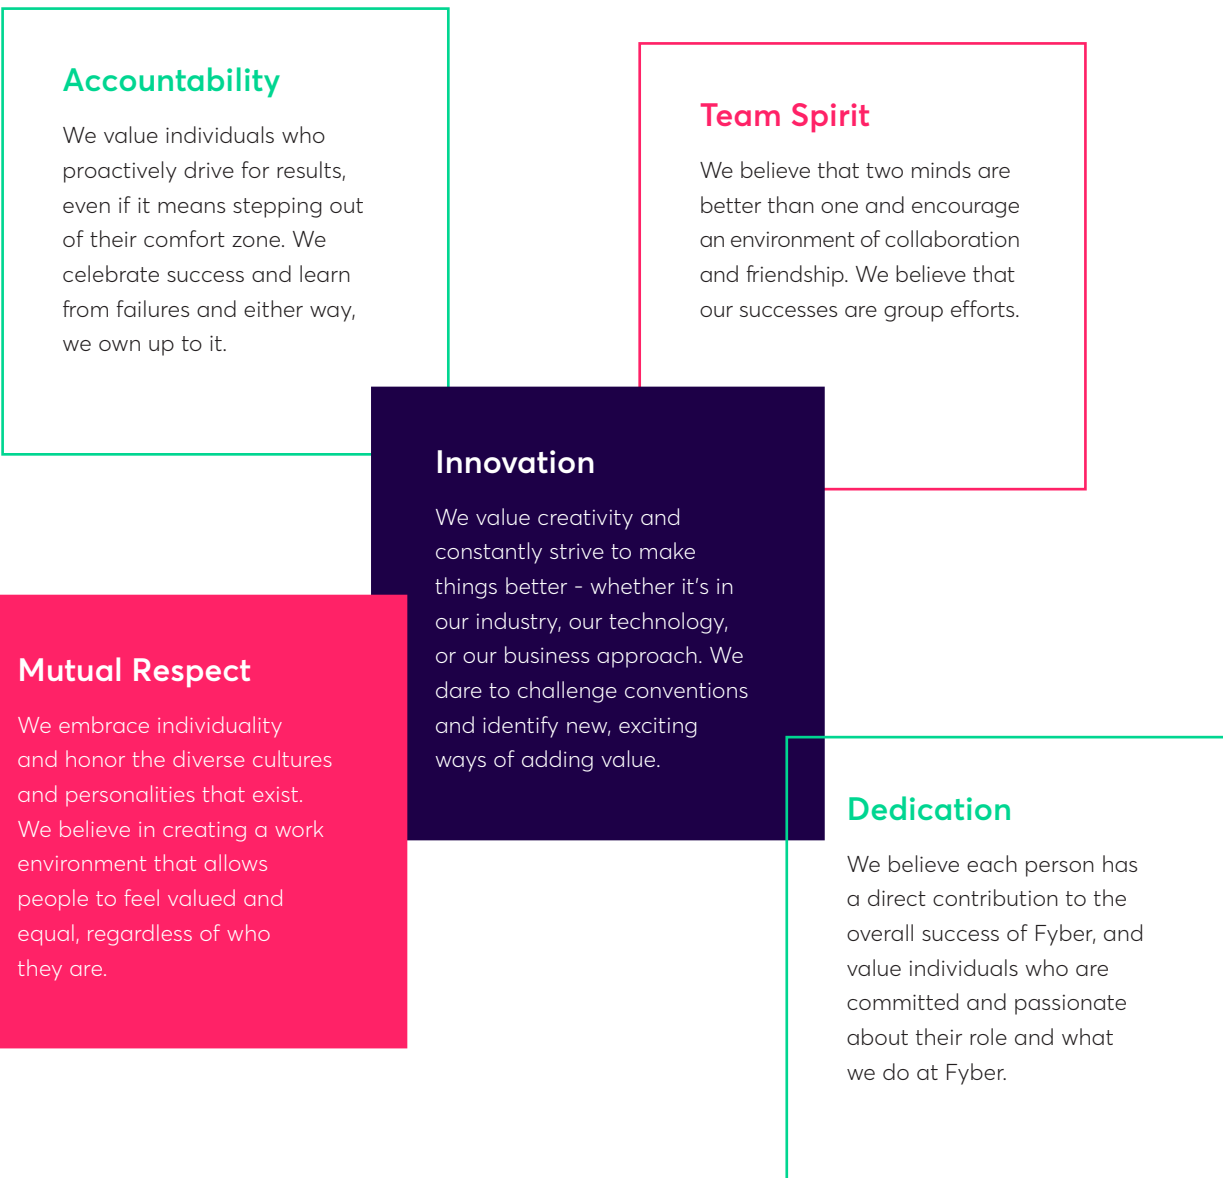 Accountability
We value individuals who
proactively drive for results,
even if it means stepping out
of their comfort zone. We
celebrate success and learn
from failures and either way,
we own up to it.
Team Spirit
We believe that two minds are
better than one and encourage
an environment of collaboration
and friendship. We believe that
our successes are group efforts.
Innovation
We value creativity and
constantly strive to make
things better - whether it's in
our industry, our technology,
or our business approach. We
dare to challenge conventions
and identify new, exciting
ways of adding value.
Mutual Respect
We embrace individuality
and honor the diverse cultures
and personalities that exist.
We believe in creating a work
environment that allows
people to feel valued and
equal, regardless of who
they are.
Dedication
We believe each person has
a direct contribution to the
overall success of Fyber, and
value individuals who are
committed and passionate
about their role and what
we do at Fyber.